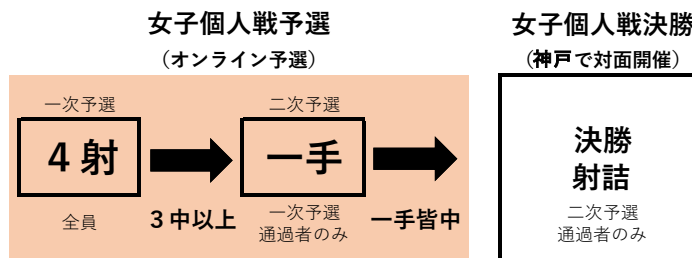 女子個人戦予選
（オンライン予選）
一次予選
４射
全員
３中以上
二次予選
一手
一次予選
通過者のみ
一手皆中
女子個人戦決勝
（神戸で対面開催）
決勝
射詰
二次予選
通過者のみ